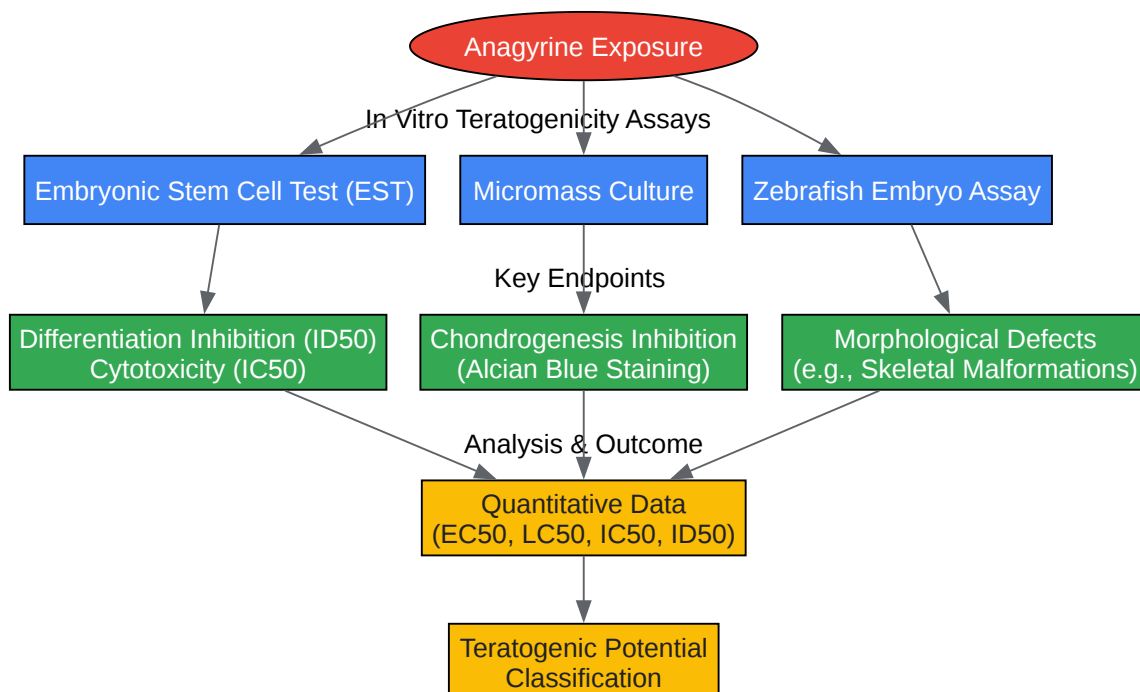 Anagyrine Exposure
In Vitro Teratogenicity Assays
Embryonic Stem Cell Test (EST)
Micromass Culture
Zebrafish Embryo Assay
Key Endpoints
Differentiation Inhibition (ID50)
Cytotoxicity (IC50)
Chondrogenesis Inhibition
(Alcian Blue Staining)
Morphological Defects
(e.g., Skeletal Malformations)
Analysis & Outcome
Quantitative Data
(EC50, LC50, IC50, ID50)
Teratogenic Potential
Classification